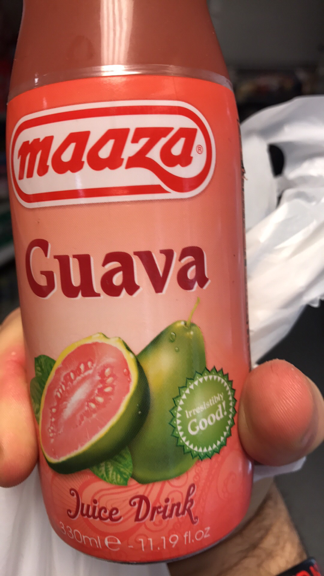 maaza®
Guava
Irresistibly
Good!
Juice Drink
330ml ℮ - 11.19 fl.oz